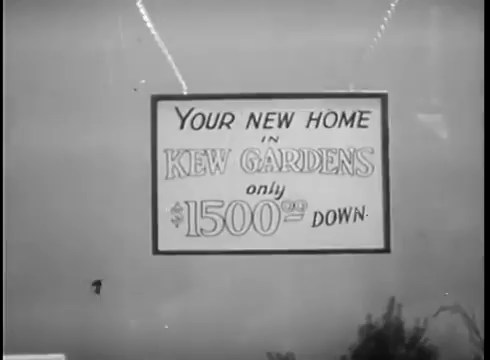 YOUR NEW HOME
IN
KEW GARDENS
only
$1500.00 DOWN.